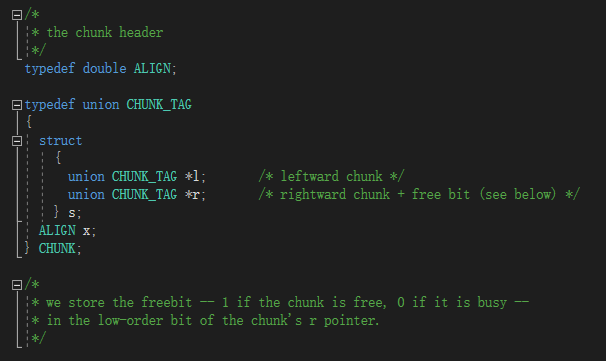 /*
* the chunk header
*/
typedef double ALIGN;
typedef union CHUNK_TAG
{
struct
{
union CHUNK_TAG *l; /* leftward chunk */
union CHUNK_TAG *r; /* rightward chunk + free bit (see below) */
} s;
ALIGN x;
} CHUNK;
/*
* we store the freebit -- 1 if the chunk is free, 0 if it is busy --
* in the low-order bit of the chunk's r pointer.
*/